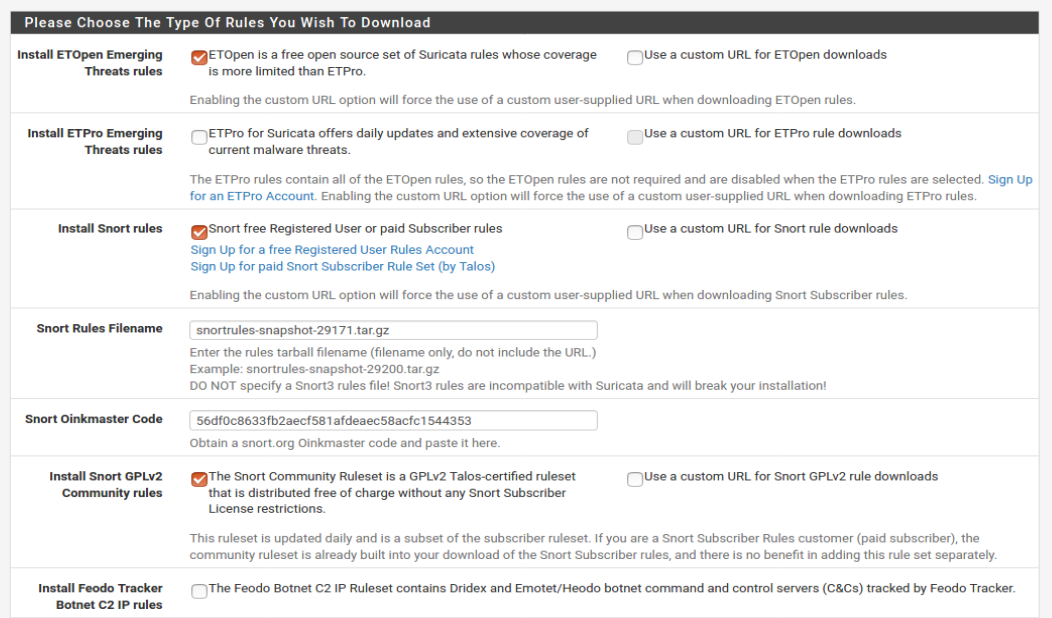 Please Choose The Type Of Rules You Wish To Download
Install ETOpen Emerging
Threats rules
ETOpen is a free open source set of Suricata rules whose coverage
is more limited than ETPro.
Use a custom URL for ETOpen downloads
Enabling the custom URL option will force the use of a custom user-supplied URL when downloading ETOpen rules.
Install ETPro Emerging
Threats rules
ETPro for Suricata offers daily updates and extensive coverage of
current malware threats.
Use a custom URL for ETPro rule downloads
The ETPro rules contain all of the ETOpen rules, so the ETOpen rules are not required and are disabled when the ETPro rules are selected. Sign Up
for an ETPro Account. Enabling the custom URL option will force the use of a custom user-supplied URL when downloading ETPro rules.
Install Snort rules
Snort free Registered User or paid Subscriber rules
Use a custom URL for Snort rule downloads
Sign Up for a free Registered User Rules Account
Sign Up for paid Snort Subscriber Rule Set (by Talos)
Enabling the custom URL option will force the use of a custom user-supplied URL when downloading Snort Subscriber rules.
Snort Rules Filename
snortrules-snapshot-29171.tar.gz
Enter the rules tarball filename (filename only, do not include the URL.)
Example: snortrules-snapshot-29200.tar.gz
DO NOT specify a Snort3 rules file! Snort3 rules are incompatible with Suricata and will break your installation!
Snort Oinkmaster Code
56df0c8633fb2aecf581afdeaec58acfc1544353
Obtain a snort.org Oinkmaster code and paste it here.
Install Snort GPLv2
Community rules
The Snort Community Ruleset is a GPLv2 Talos-certified ruleset
that is distributed free of charge without any Snort Subscriber
License restrictions.
Use a custom URL for Snort GPLv2 rule downloads
This ruleset is updated daily and is a subset of the subscriber ruleset. If you are a Snort Subscriber Rules customer (paid subscriber), the
community ruleset is already built into your download of the Snort Subscriber rules, and there is no benefit in adding this rule set separately.
Install Feodo Tracker
Botnet C2 IP rules
The Feodo Botnet C2 IP Ruleset contains Dridex and Emotet/Heodo botnet command and control servers (C&Cs) tracked by Feodo Tracker.